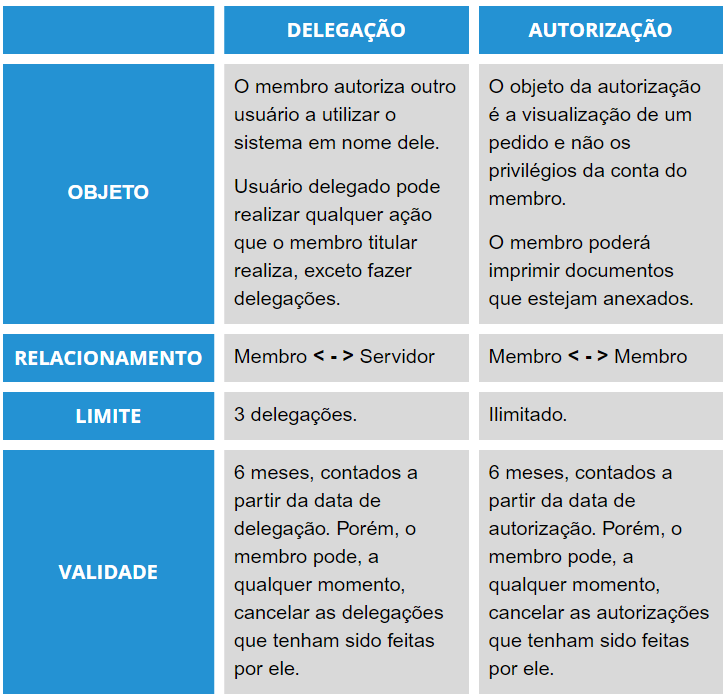 DELEGAÇÃO
AUTORIZAÇÃO
OBJETO
O membro autoriza outro
usuário a utilizar o
sistema em nome dele.
Usuário delegado pode
realizar qualquer ação
que o membro titular
realiza, exceto fazer
delegações.
O objeto da autorização
é a visualização de um
pedido e não os
privilégios da conta do
membro.
O membro poderá
imprimir documentos
que estejam anexados.
RELACIONAMENTO
Membro < - > Servidor
Membro < - > Membro
LIMITE
3 delegações.
Ilimitado.
VALIDADE
6 meses, contados a
partir da data de
delegação. Porém, o
membro pode, a
qualquer momento,
cancelar as delegações
que tenham sido feitas
por ele.
6 meses, contados a
partir da data de
autorização. Porém, o
membro pode, a
qualquer momento,
cancelar as autorizações
que tenham sido feitas
por ele.